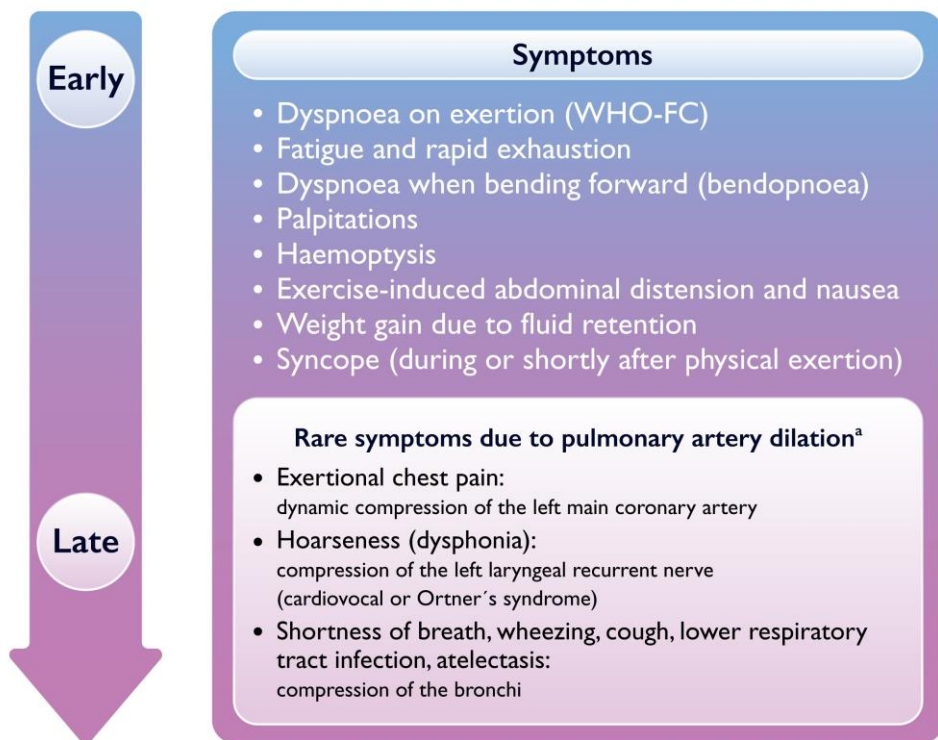 Early
Symptoms
• Dyspnoea on exertion (WHO-FC)
• Fatigue and rapid exhaustion
• Dyspnoea when bending forward (bendopnoea)
• Palpitations
• Haemoptysis
• Exercise-induced abdominal distension and nausea
• Weight gain due to fluid retention
• Syncope (during or shortly after physical exertion)
Rare symptoms due to pulmonary artery dilationᵃ
• Exertional chest pain:
dynamic compression of the left main coronary artery
Late
• Hoarseness (dysphonia):
compression of the left laryngeal recurrent nerve
(cardiovocal or Ortner´s syndrome)
• Shortness of breath, wheezing, cough, lower respiratory
tract infection, atelectasis:
compression of the bronchi